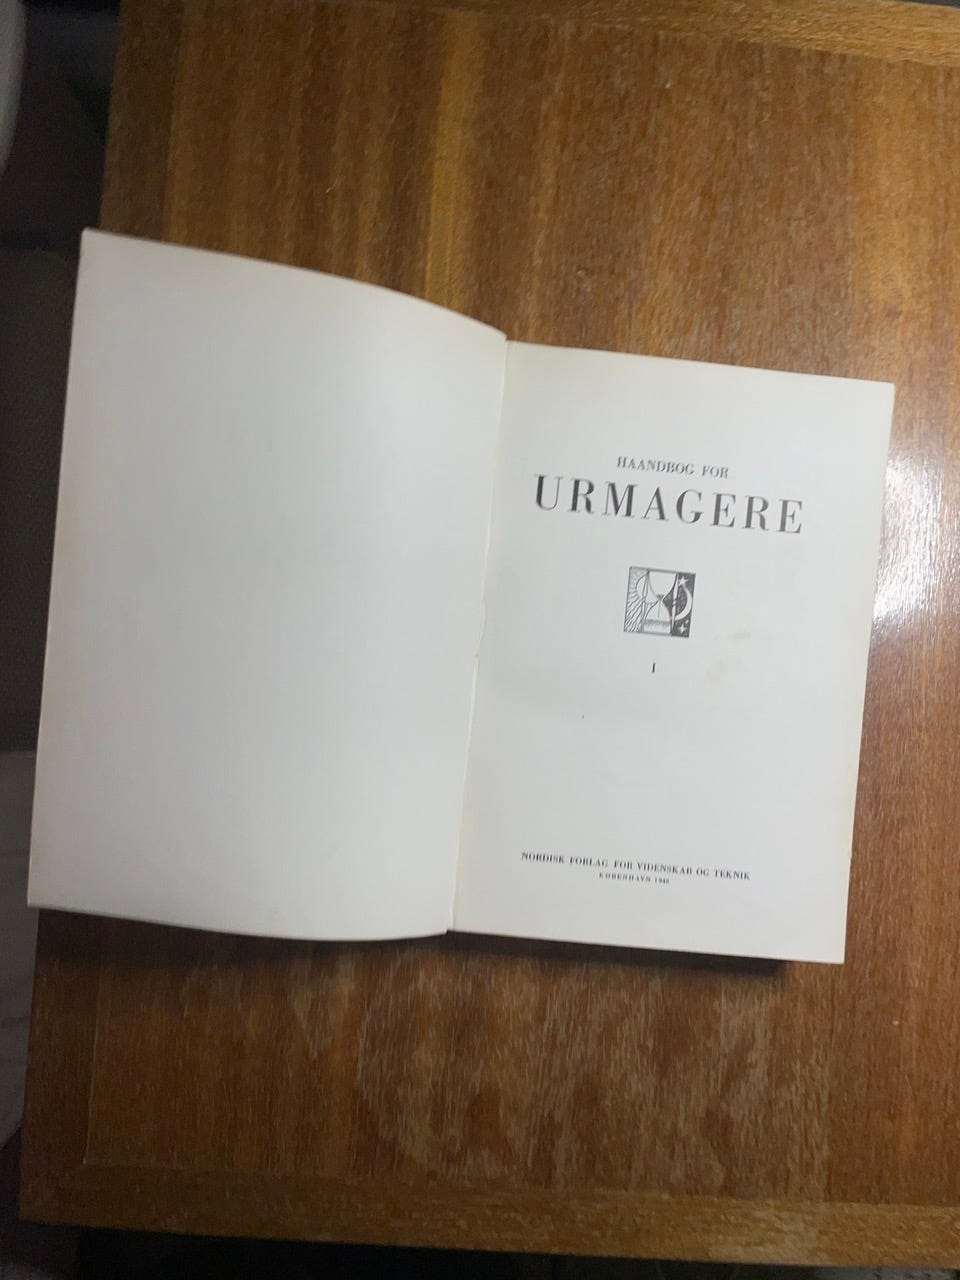 HAANDBOG FOR
URMAGERE
I
NORDISK FORLAG FOR VIDENSKAB OG TEKNIK
KØBENHAVN